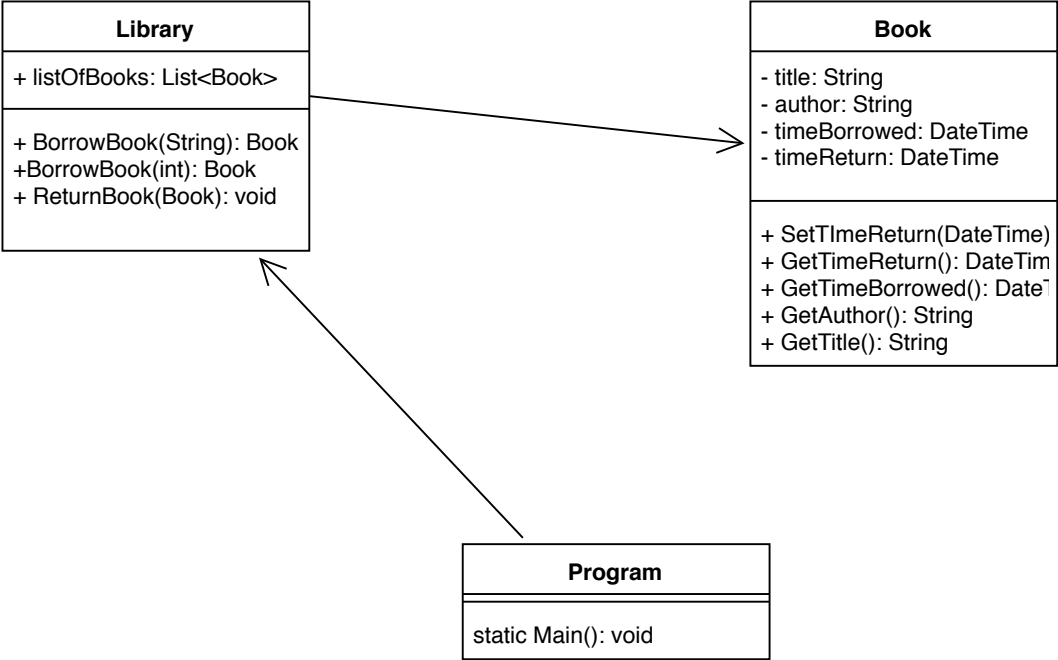 Library
+ listOfBooks: List<Book>
+ BorrowBook(String): Book
+BorrowBook(int): Book
+ ReturnBook(Book): void
Book
- title: String
- author: String
- timeBorrowed: DateTime
- timeReturn: DateTime
+ SetTImeReturn(DateTime)
+ GetTimeReturn(): DateTim
+ GetTimeBorrowed(): DateT
+ GetAuthor(): String
+ GetTitle(): String
Program
static Main(): void